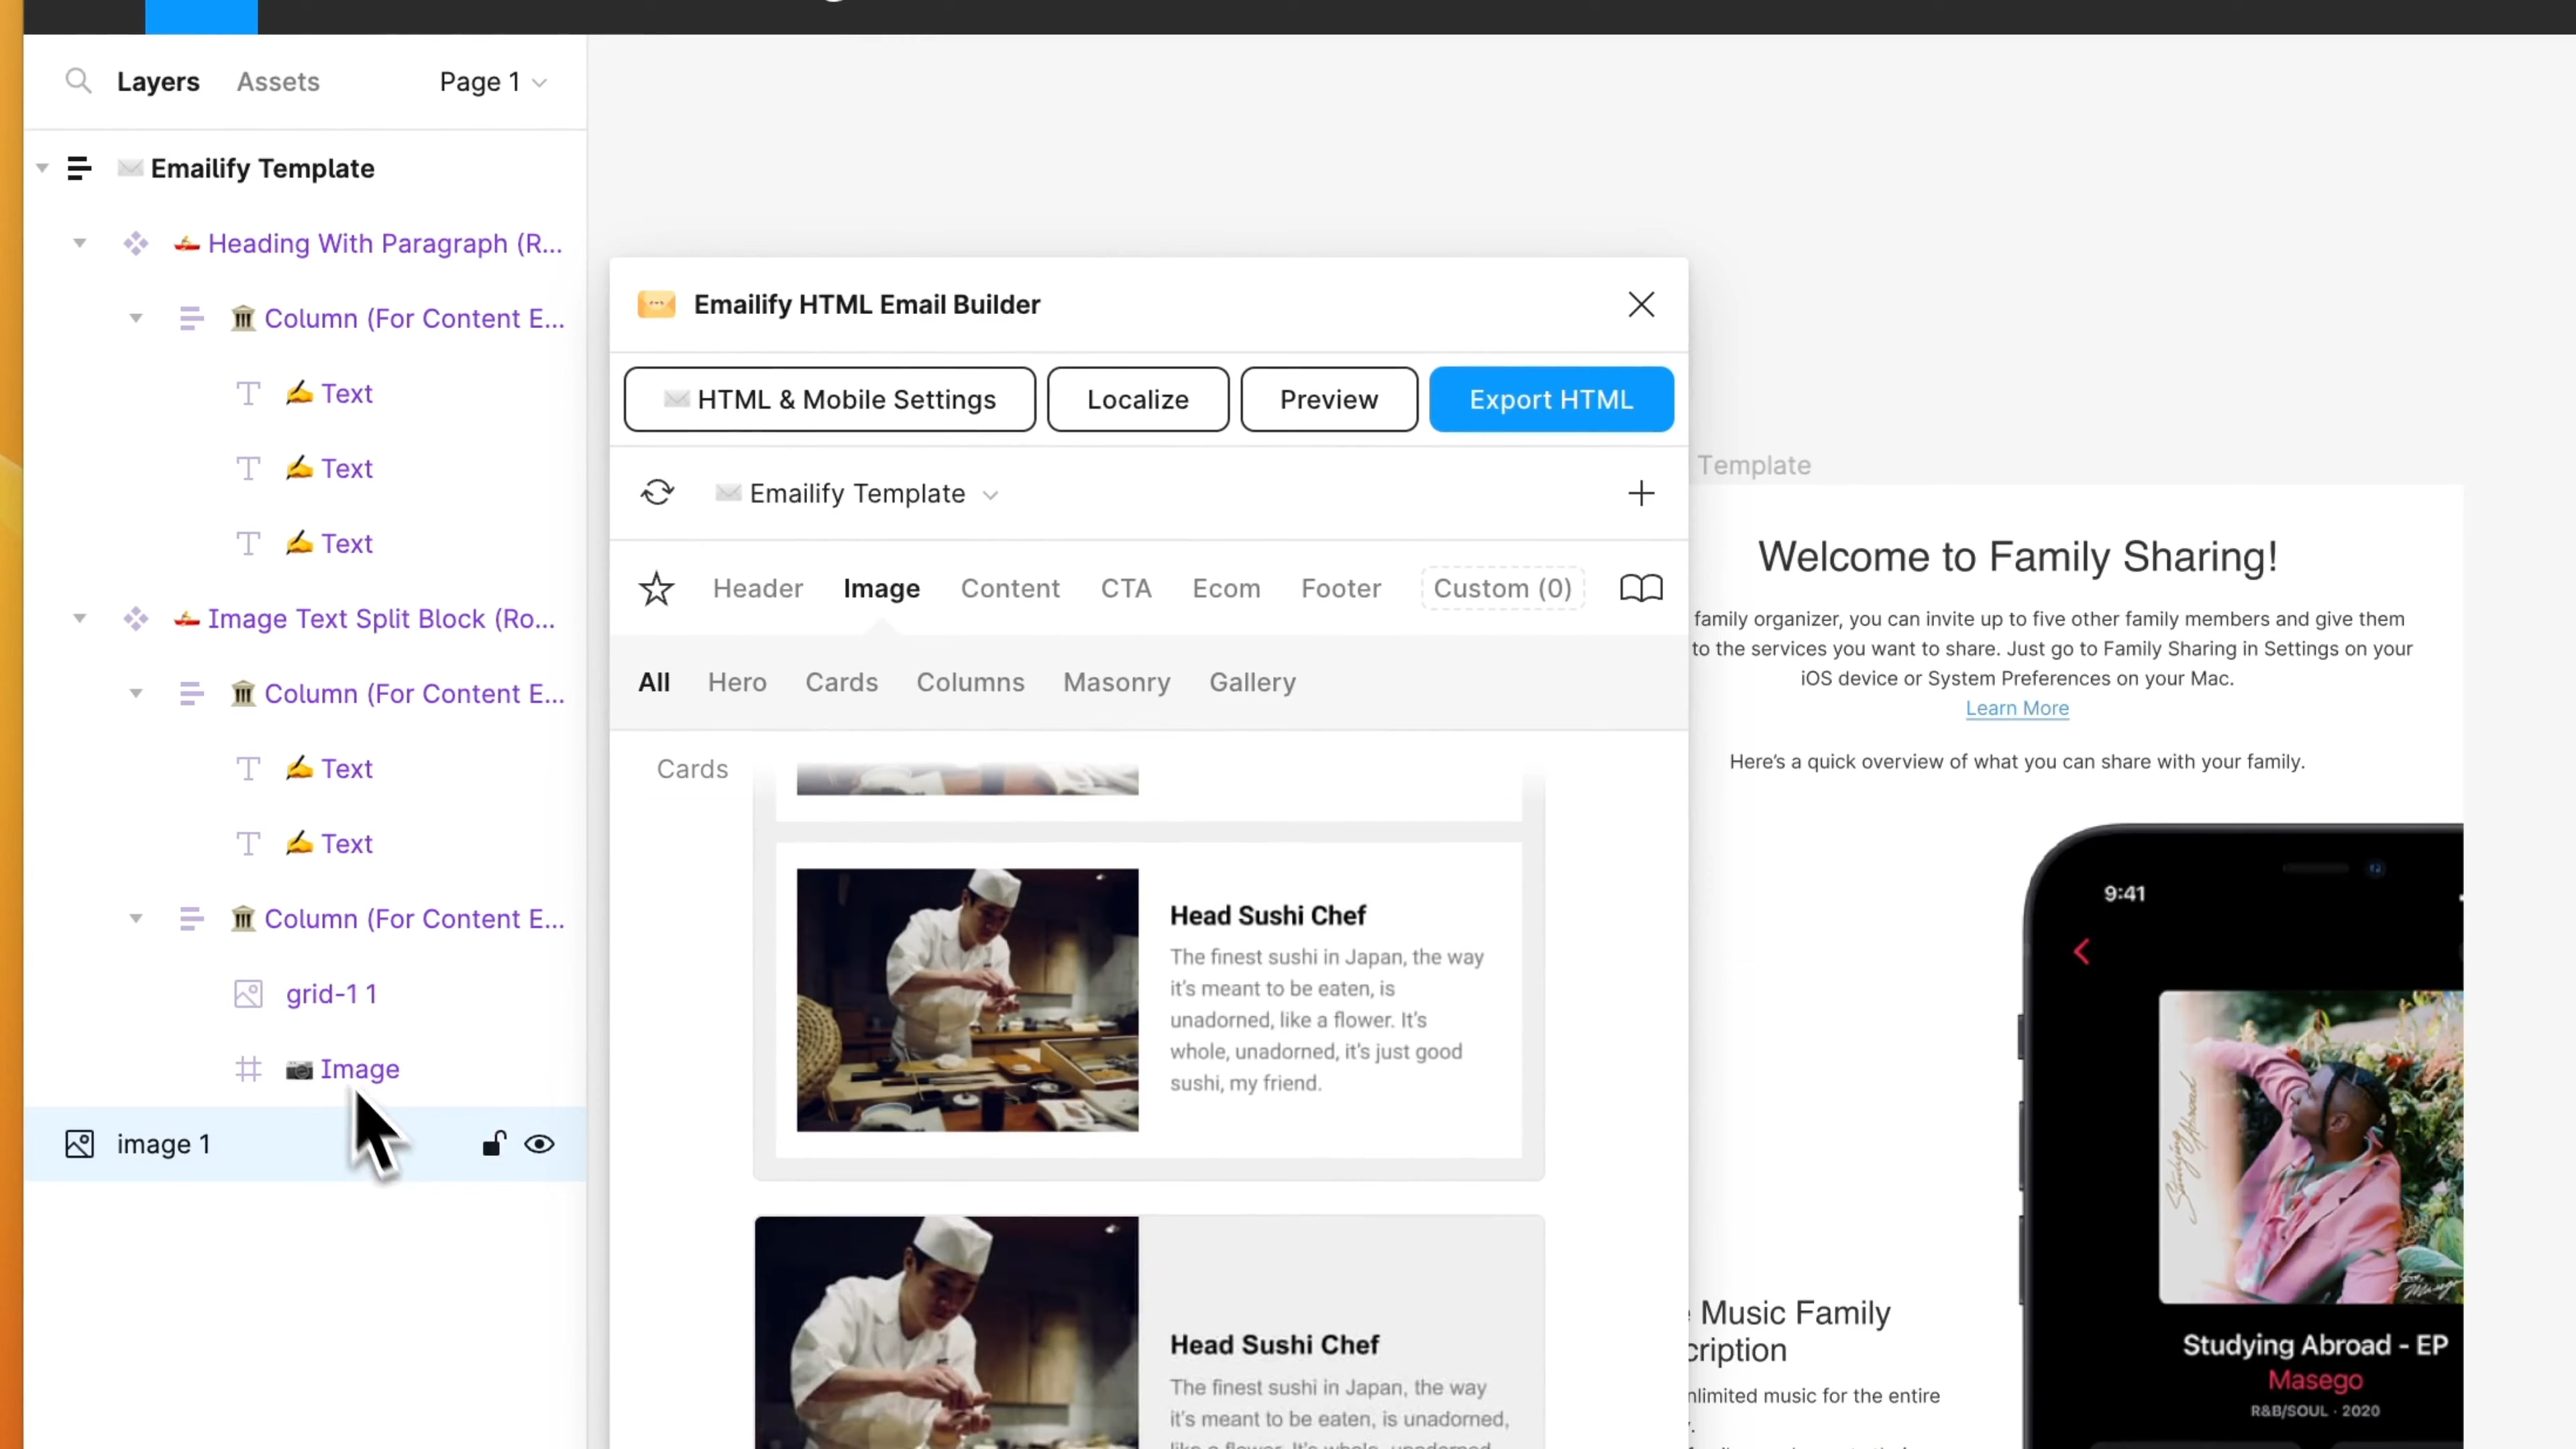 Layers
Assets
Page 1
Emailify Template
Heading With Paragraph (R...
Column (For Content E...
Text
Text
Text
Image Text Split Block (Ro...
Column (For Content E...
Text
Text
Column (For Content E...
grid-1 1
Image
image 1
Emailify HTML Email Builder
HTML & Mobile Settings
Localize
Preview
Export HTML
Emailify Template
Header
Image
Content
CTA
Ecom
Footer
Custom (0)
All
Hero
Cards
Columns
Masonry
Gallery
Cards
Head Sushi Chef
The finest sushi in Japan, the way
it's meant to be eaten, is
unadorned, like a flower. It's
whole, unadorned, it's just good
sushi, my friend.
Head Sushi Chef
The finest sushi in Japan, the way
it's meant to be eaten, is unadorned,
like a flower. It's whole, unadorned,
Template
Welcome to Family Sharing!
family organizer, you can invite up to five other family members and give them
to the services you want to share. Just go to Family Sharing in Settings on your
iOS device or System Preferences on your Mac.
Learn More
Here's a quick overview of what you can share with your family.
9:41
Studying Abroad
Studying Abroad - EP
Masego
R&B/SOUL · 2020
Music Family
cription
nlimited music for the entire